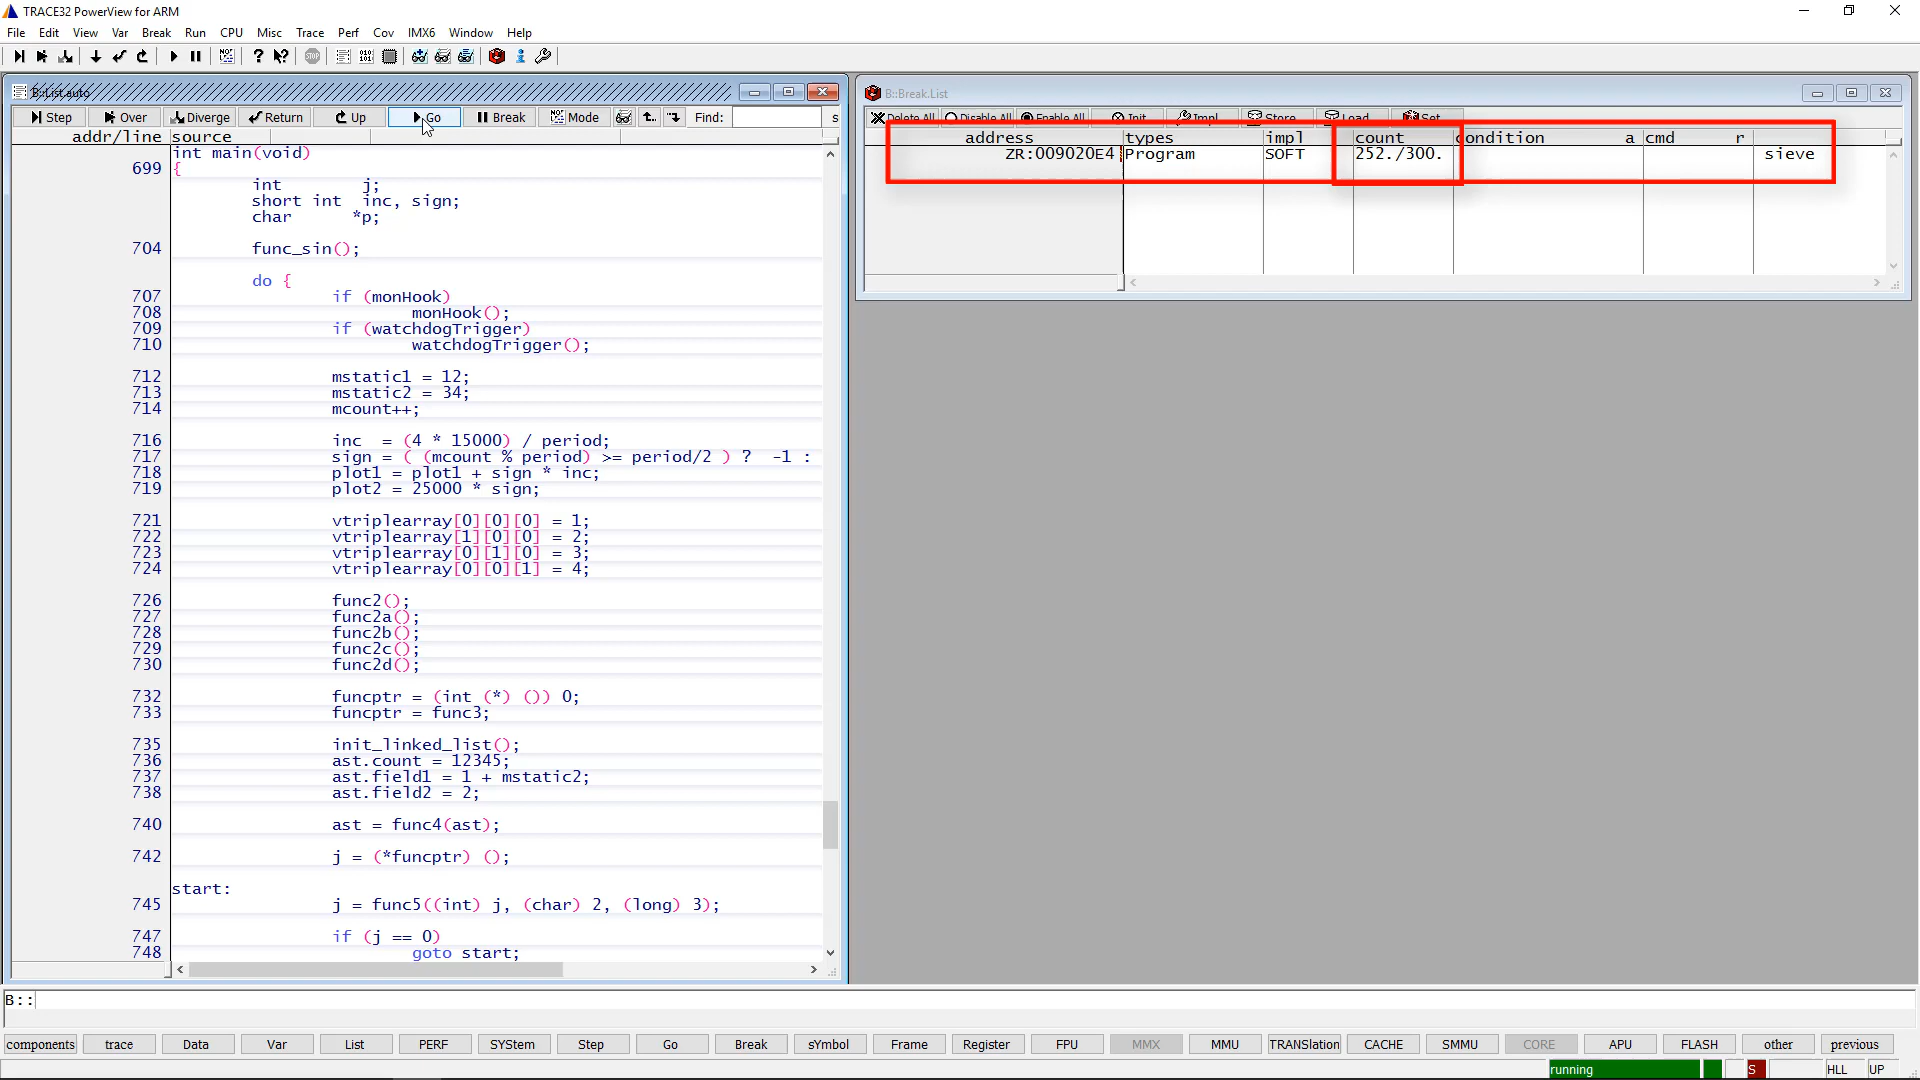 TRACE32 PowerView for ARM
File Edit View Var Break Run CPU Misc Trace Perf Cov IMX6 Window Help
B::List.auto
Step Over Diverge Return Up Go Break Mode Find: s
addr/line source
int main(void)
699 {
int j;
short int inc, sign;
char *p;
704 func_sin();
do {
707 if (monHook)
708 monHook();
709 if (watchdogTrigger)
710 watchdogTrigger();
712 mstatic1 = 12;
713 mstatic2 = 34;
714 mcount++;
716 inc = (4 * 15000) / period;
717 sign = ( (mcount % period) >= period/2 ) ? -1 :
718 plot1 = plot1 + sign * inc;
719 plot2 = 25000 * sign;
721 vtriplearray[0][0][0] = 1;
722 vtriplearray[1][0][0] = 2;
723 vtriplearray[0][1][0] = 3;
724 vtriplearray[0][0][1] = 4;
726 func2();
727 func2a();
728 func2b();
729 func2c();
730 func2d();
732 funcptr = (int (*) ()) 0;
733 funcptr = func3;
735 init_linked_list();
736 ast.count = 12345;
737 ast.field1 = 1 + mstatic2;
738 ast.field2 = 2;
740 ast = func4(ast);
742 j = (*funcptr) ();
start:
745 j = func5((int) j, (char) 2, (long) 3);
747 if (j == 0)
748 goto start;
B::Break.List
Delete All Disable All Enable All Init Impl Store Load Set
address types impl count condition a cmd r
ZR:009020E4 Program SOFT 252./300. sieve
B::
components trace Data Var List PERF SYStem Step Go Break sYmbol Frame Register FPU MMX MMU TRANSlation CACHE SMMU CORE APU FLASH other previous
running S HLL UP